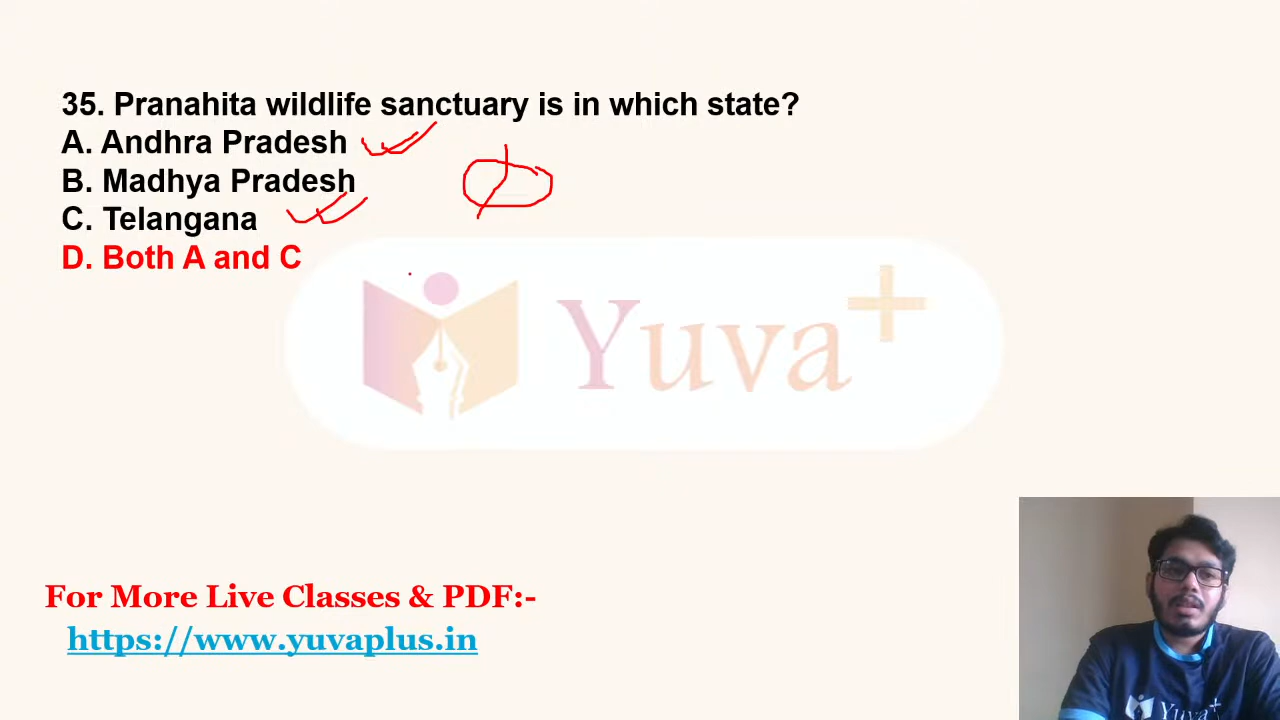 35. Pranahita wildlife sanctuary is in which state?
A. Andhra Pradesh
B. Madhya Pradesh
C. Telangana
D. Both A and C
Yuva+
For More Live Classes & PDF:-
https://www.yuvaplus.in
Yuva+